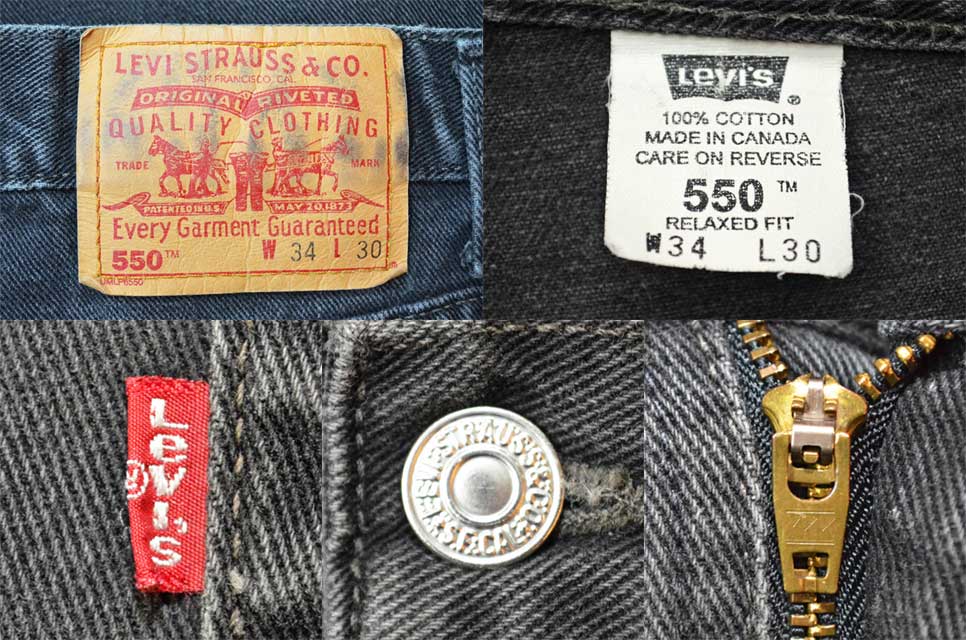 LEVI STRAUSS & CO.
SAN FRANCISCO, CAL.
ORIGINAL RIVETED
QUALITY CLOTHING
TRADE MARK
PATENTED IN U.S. MAY 20, 1873
Every Garment Guaranteed
550™ W 34 L 30
LEVI'S
®
100% COTTON
MADE IN CANADA
CARE ON REVERSE
550™
RELAXED FIT
W34 L30
LEVI'S
®
STRAUSS & CO.
S.F. CAL